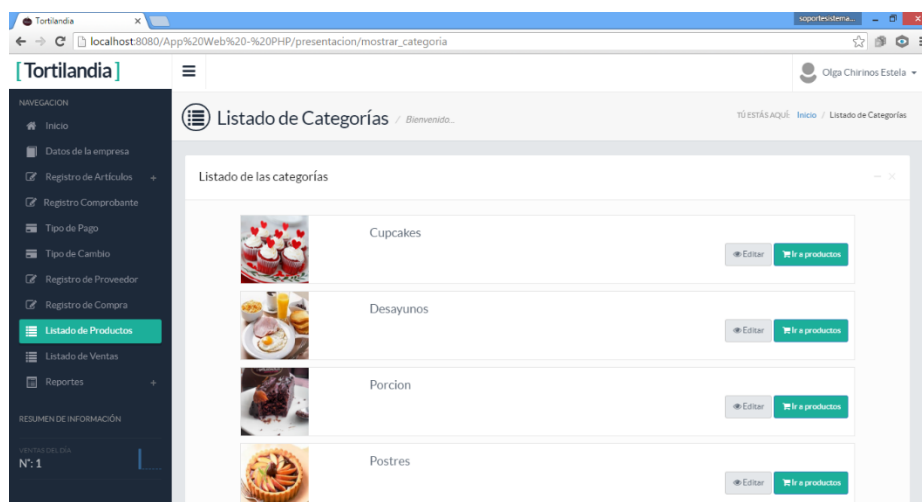 Tortilandia
soportesistema...
localhost:8080/App%20Web%20-%20PHP/presentacion/mostrar_categoria
[Tortilandia]
Olga Chirinos Estela
NAVEGACION
Inicio
Datos de la empresa
Registro de Artículos +
Registro Comprobante
Tipo de Pago
Tipo de Cambio
Registro de Proveedor
Registro de Compra
Listado de Productos
Listado de Ventas
Reportes +
RESUMEN DE INFORMACIÓN
VENTAS DEL DÍA
N°: 1
Listado de Categorías / Bienvenido...
TÚ ESTÁS AQUÍ: Inicio / Listado de Categorías
Listado de las categorías
Cupcakes
Editar Ir a productos
Desayunos
Editar Ir a productos
Porcion
Editar Ir a productos
Postres
Editar Ir a productos